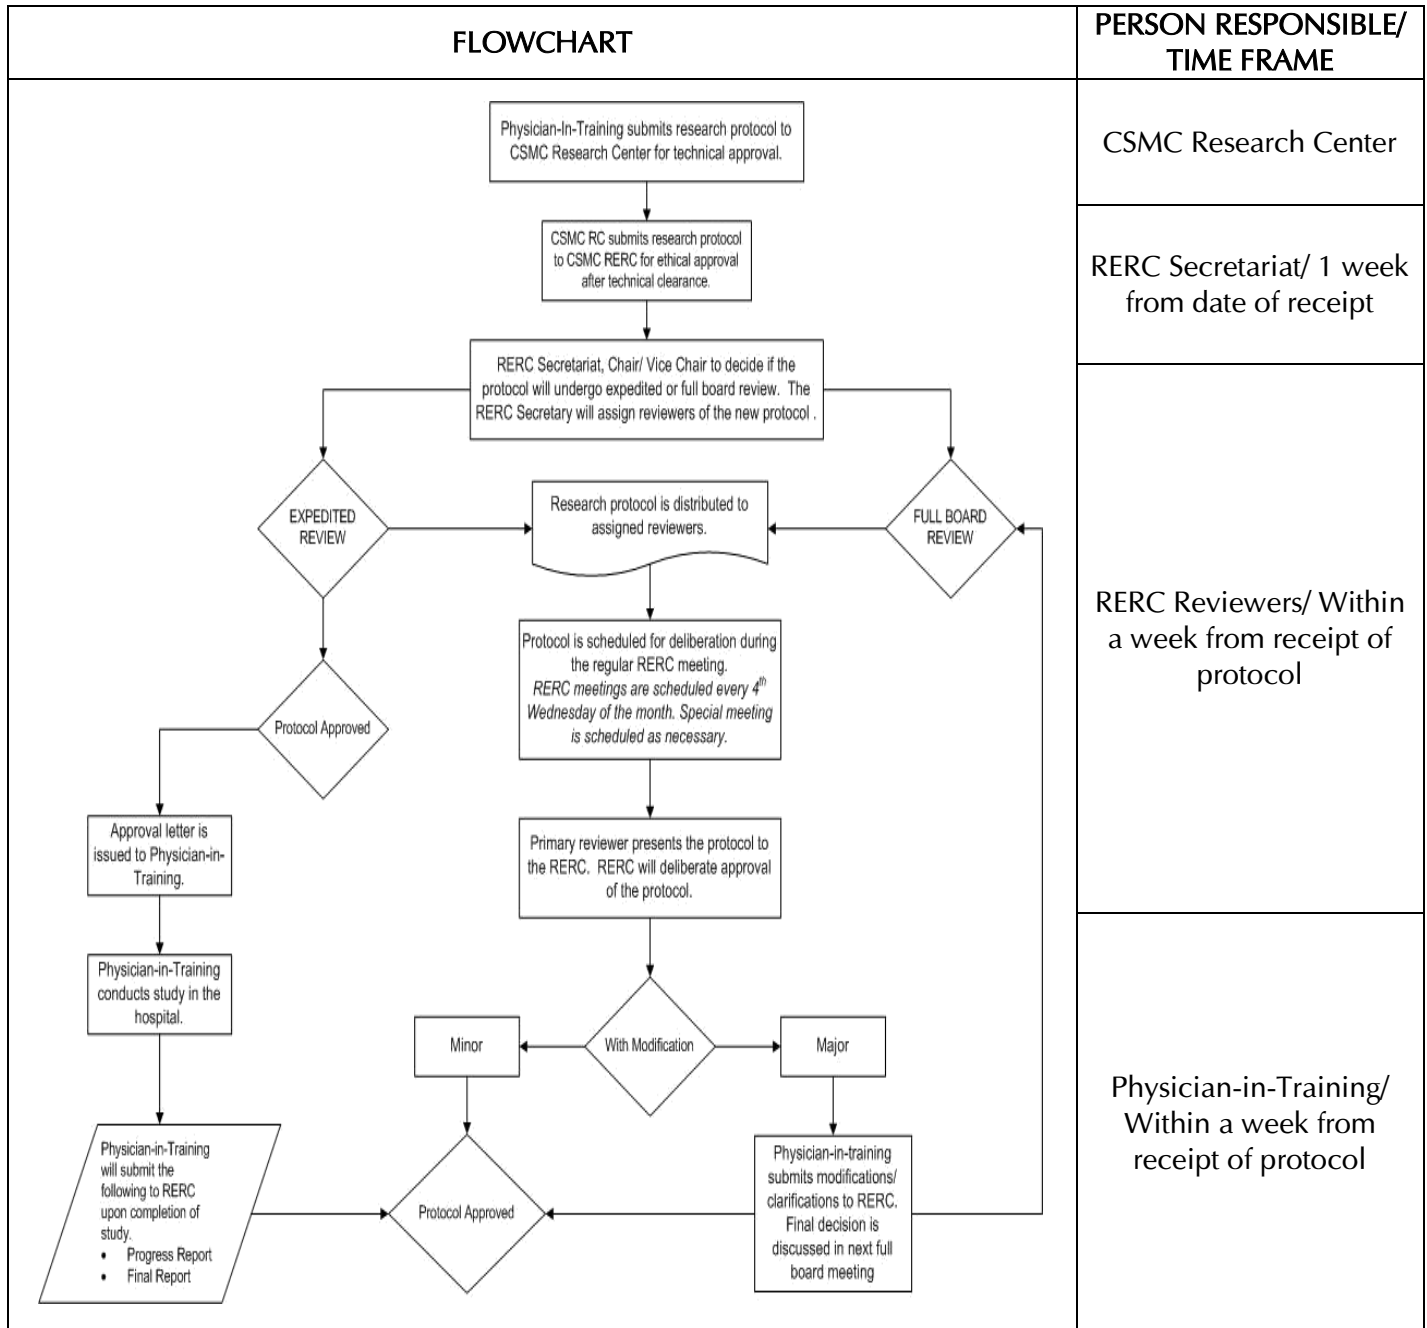 FLOWCHART
PERSON RESPONSIBLE/
TIME FRAME
Physician-In-Training submits research protocol to
CSMC Research Center for technical approval.
CSMC Research Center
CSMC RC submits research protocol
to CSMC RERC for ethical approval
after technical clearance.
RERC Secretariat/ 1 week
from date of receipt
RERC Secretariat, Chair/ Vice Chair to decide if the
protocol will undergo expedited or full board review. The
RERC Secretary will assign reviewers of the new protocol .
EXPEDITED
REVIEW
Research protocol is distributed to
assigned reviewers.
FULL BOARD
REVIEW
RERC Reviewers/ Within
a week from receipt of
protocol
Protocol is scheduled for deliberation during
the regular RERC meeting.
RERC meetings are scheduled every 4th
Wednesday of the month. Special meeting
is scheduled as necessary.
Protocol Approved
Approval letter is
issued to Physician-in-
Training.
Primary reviewer presents the protocol to
the RERC. RERC will deliberate approval
of the protocol.
Physician-in-Training
conducts study in the
hospital.
Minor
With Modification
Major
Physician-in-Training/
Within a week from
receipt of protocol
Physician-in-Training
will submit the
following to RERC
upon completion of
study.
• Progress Report
• Final Report
Protocol Approved
Physician-in-training
submits modifications/
clarifications to RERC.
Final decision is
discussed in next full
board meeting